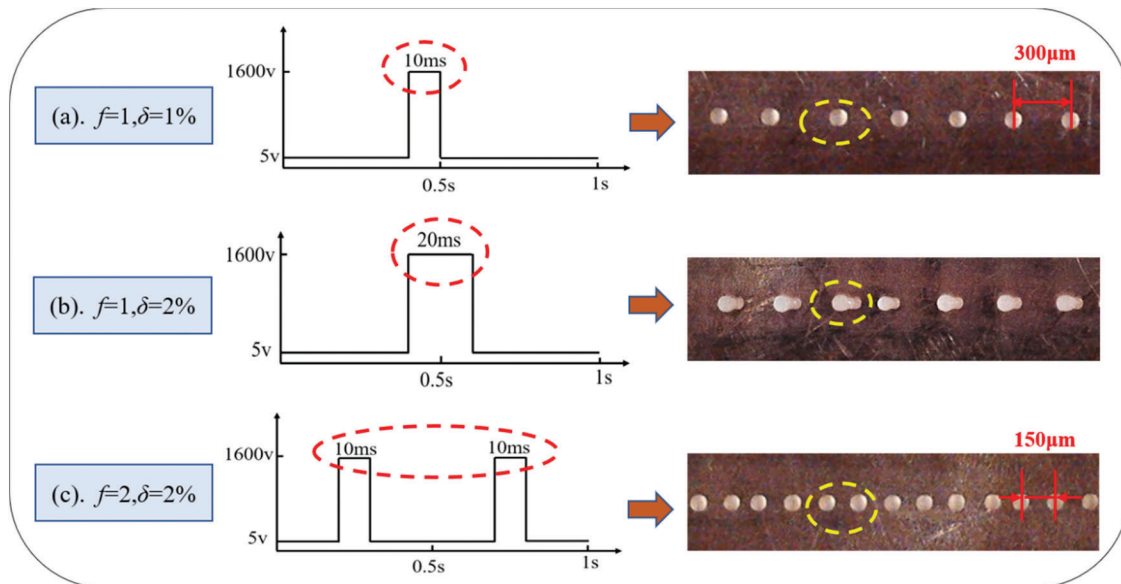 (a). f=1,δ=1%
1600v
10ms
5v
0.5s
1s
300μm
(b). f=1,δ=2%
1600v
20ms
5v
0.5s
1s
(c). f=2,δ=2%
1600v
10ms
10ms
5v
0.5s
1s
150μm